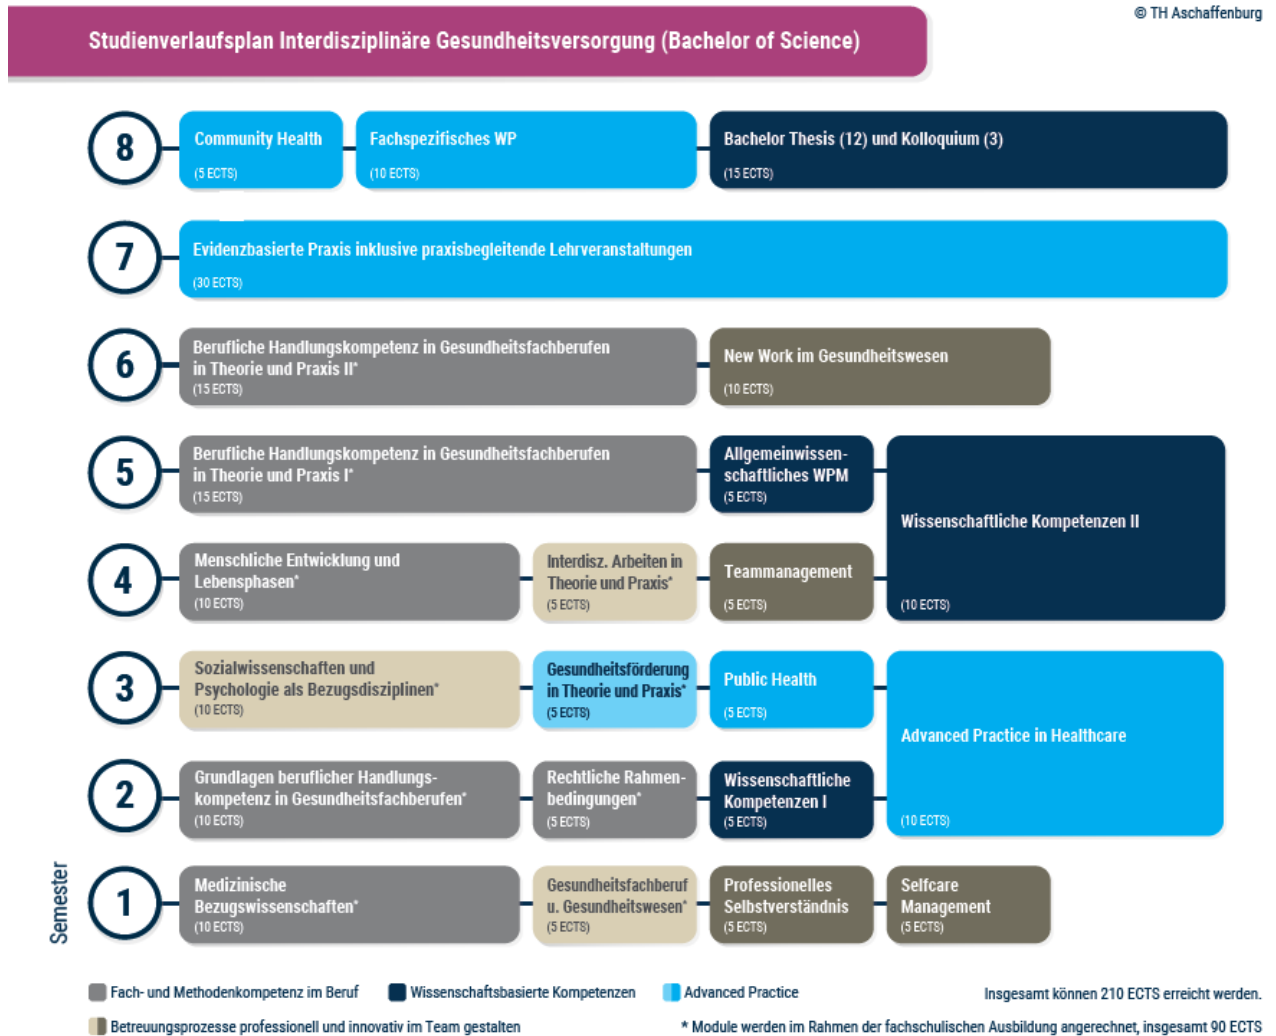 © TH Aschaffenburg
Studienverlaufsplan Interdisziplinäre Gesundheitsversorgung (Bachelor of Science)
8
Community Health
(5 ECTS)
Fachspezifisches WP
(10 ECTS)
Bachelor Thesis (12) und Kolloquium (3)
(15 ECTS)
7
Evidenzbasierte Praxis inklusive praxisbegleitende Lehrveranstaltungen
(30 ECTS)
6
Berufliche Handlungskompetenz in Gesundheitsfachberufen
in Theorie und Praxis II*
(15 ECTS)
New Work im Gesundheitswesen
(10 ECTS)
5
Berufliche Handlungskompetenz in Gesundheitsfachberufen
in Theorie und Praxis I*
(15 ECTS)
Allgemeinwissen-
schaftliches WPM
(5 ECTS)
Wissenschaftliche Kompetenzen II
(10 ECTS)
4
Menschliche Entwicklung und
Lebensphasen*
(10 ECTS)
Interdisz. Arbeiten in
Theorie und Praxis*
(5 ECTS)
Teammanagement
(5 ECTS)
3
Sozialwissenschaften und
Psychologie als Bezugsdisziplinen*
(10 ECTS)
Gesundheitsförderung
in Theorie und Praxis*
(5 ECTS)
Public Health
(5 ECTS)
Advanced Practice in Healthcare
(10 ECTS)
2
Grundlagen beruflicher Handlungs-
kompetenz in Gesundheitsfachberufen*
(10 ECTS)
Rechtliche Rahmen-
bedingungen*
(5 ECTS)
Wissenschaftliche
Kompetenzen I
(5 ECTS)
Semester
1
Medizinische
Bezugswissenschaften*
(10 ECTS)
Gesundheitsfachberuf
u. Gesundheitswesen*
(5 ECTS)
Professionelles
Selbstverständnis
(5 ECTS)
Selfcare
Management
(5 ECTS)
Fach- und Methodenkompetenz im Beruf
Wissenschaftsbasierte Kompetenzen
Advanced Practice
Insgesamt können 210 ECTS erreicht werden.
Betreuungsprozesse professionell und innovativ im Team gestalten
* Module werden im Rahmen der fachschulischen Ausbildung angerechnet, insgesamt 90 ECTS